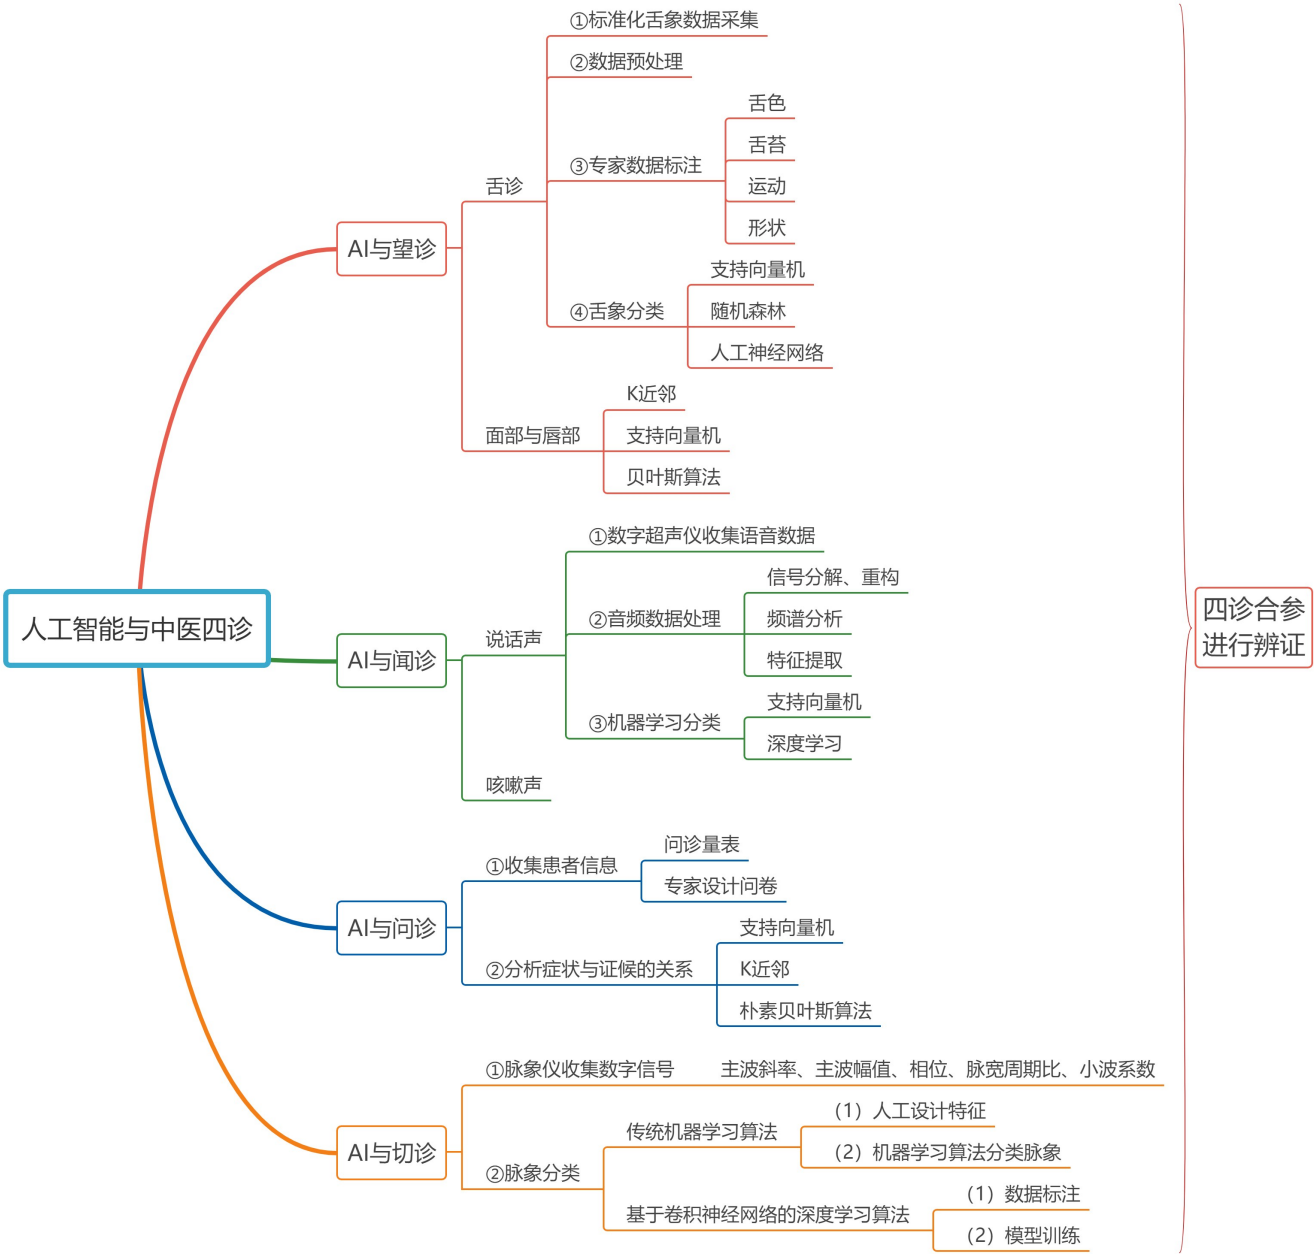 人工智能与中医四诊
AI与望诊
舌诊
①标准化舌象数据采集
②数据预处理
③专家数据标注
舌色
舌苔
运动
形状
④舌象分类
支持向量机
随机森林
人工神经网络
面部与唇部
K近邻
支持向量机
贝叶斯算法
AI与闻诊
说话声
①数字超声仪收集语音数据
②音频数据处理
信号分解、重构
频谱分析
特征提取
③机器学习分类
支持向量机
深度学习
咳嗽声
AI与问诊
①收集患者信息
问诊量表
专家设计问卷
②分析症状与证候的关系
支持向量机
K近邻
朴素贝叶斯算法
AI与切诊
①脉象仪收集数字信号
主波斜率、主波幅值、相位、脉宽周期比、小波系数
②脉象分类
传统机器学习算法
（1）人工设计特征
（2）机器学习算法分类脉象
基于卷积神经网络的深度学习算法
（1）数据标注
（2）模型训练
四诊合参
进行辨证